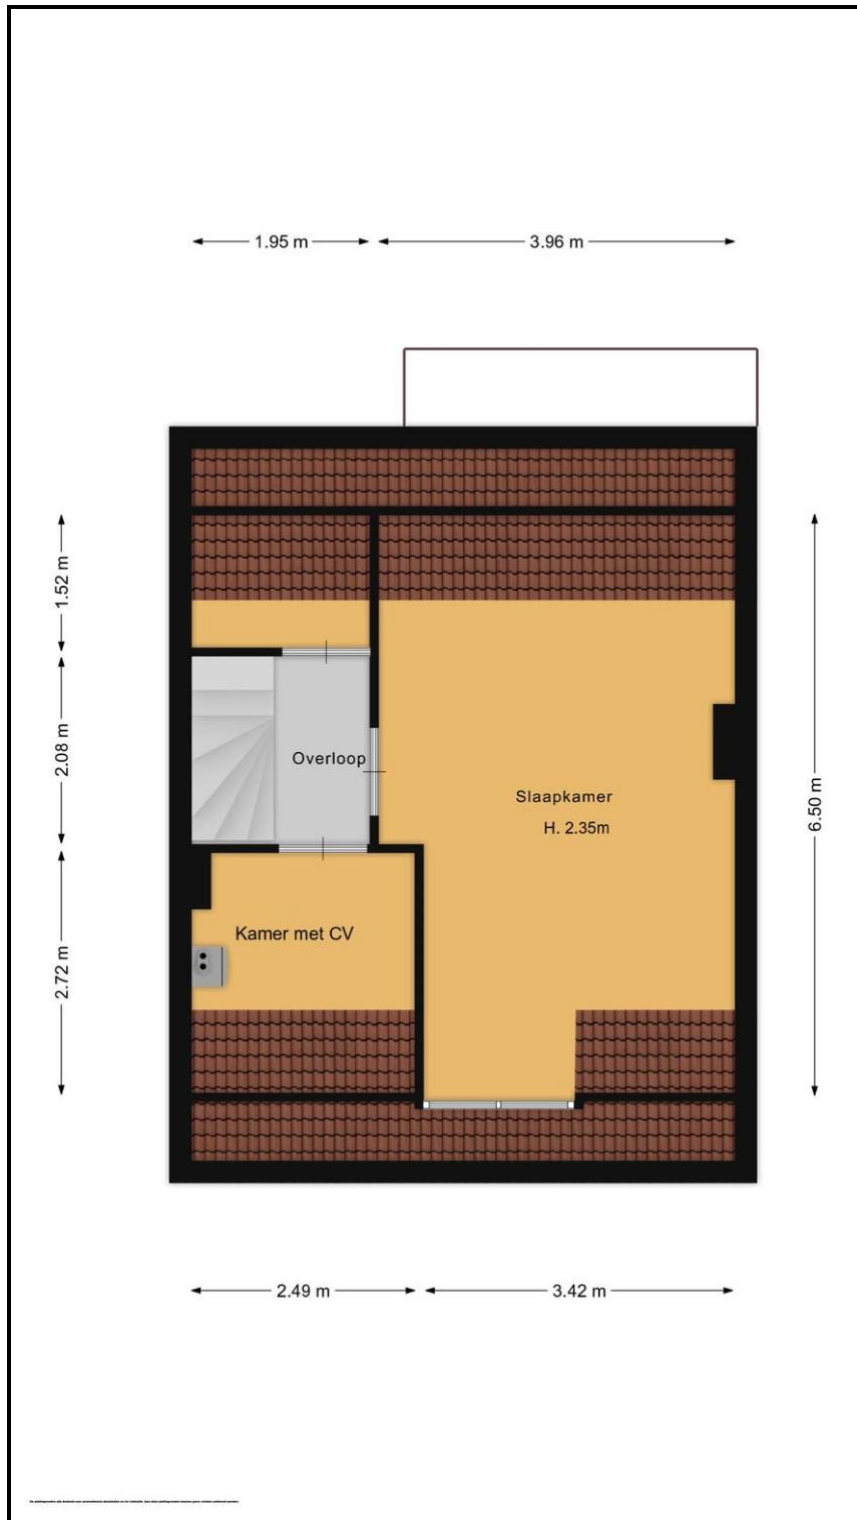 1.95 m
3.96 m
1.52 m
2.08 m
2.72 m
6.50 m
Overloop
Slaapkamer
H. 2.35m
Kamer met CV
2.49 m
3.42 m